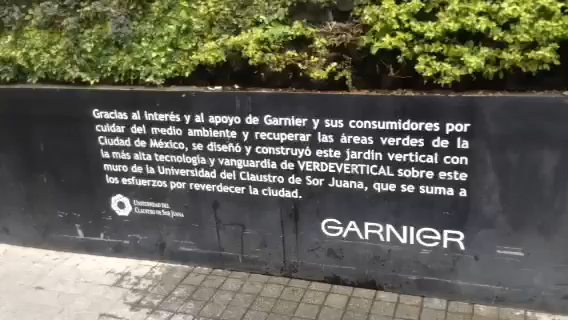 Gracias al interés y al apoyo de Garnier y sus consumidores por
cuidar del medio ambiente y recuperar las áreas verdes de la
Ciudad de México, se diseñó y construyó este jardin vertical con
la más alta tecnología y vanguardia de VERDEVERTICAL sobre este
muro de la Universidad del Claustro de Sor Juana, que se suma a
los esfuerzos por reverdecer la ciudad.
UNIVERSIDAD DEL
CLAUSTRO DE SOR JUANA
GARNIER